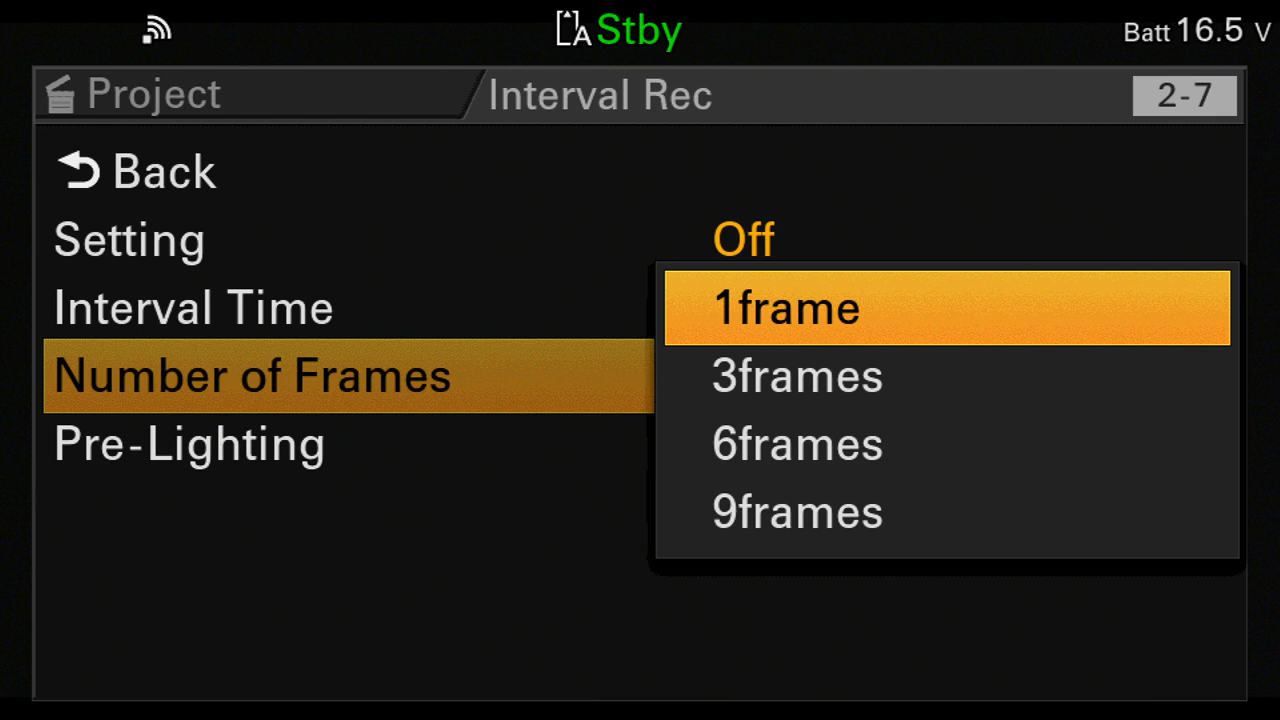 A Stby Batt 16.5 V
Project Interval Rec 2-7
Back
Setting Off
Interval Time 1frame
Number of Frames 3frames
Pre-Lighting 6frames
9frames